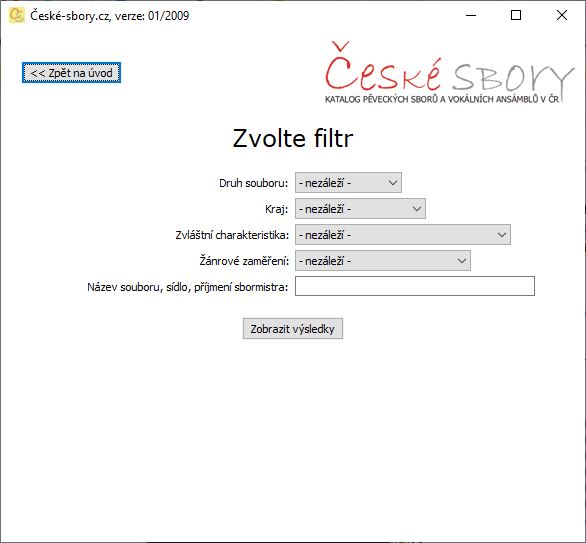 České-sbory.cz, verze: 01/2009
<< Zpět na úvod
České sbory
KATALOG PĚVECKÝCH SBORŮ A VOKÁLNÍCH ANSÁMBLŮ V ČR
Zvolte filtr
Druh souboru: - nezáleží -
Kraj: - nezáleží -
Zvláštní charakteristika: - nezáleží -
Žánrové zaměření: - nezáleží -
Název souboru, sídlo, příjmení sbormistra:
Zobrazit výsledky